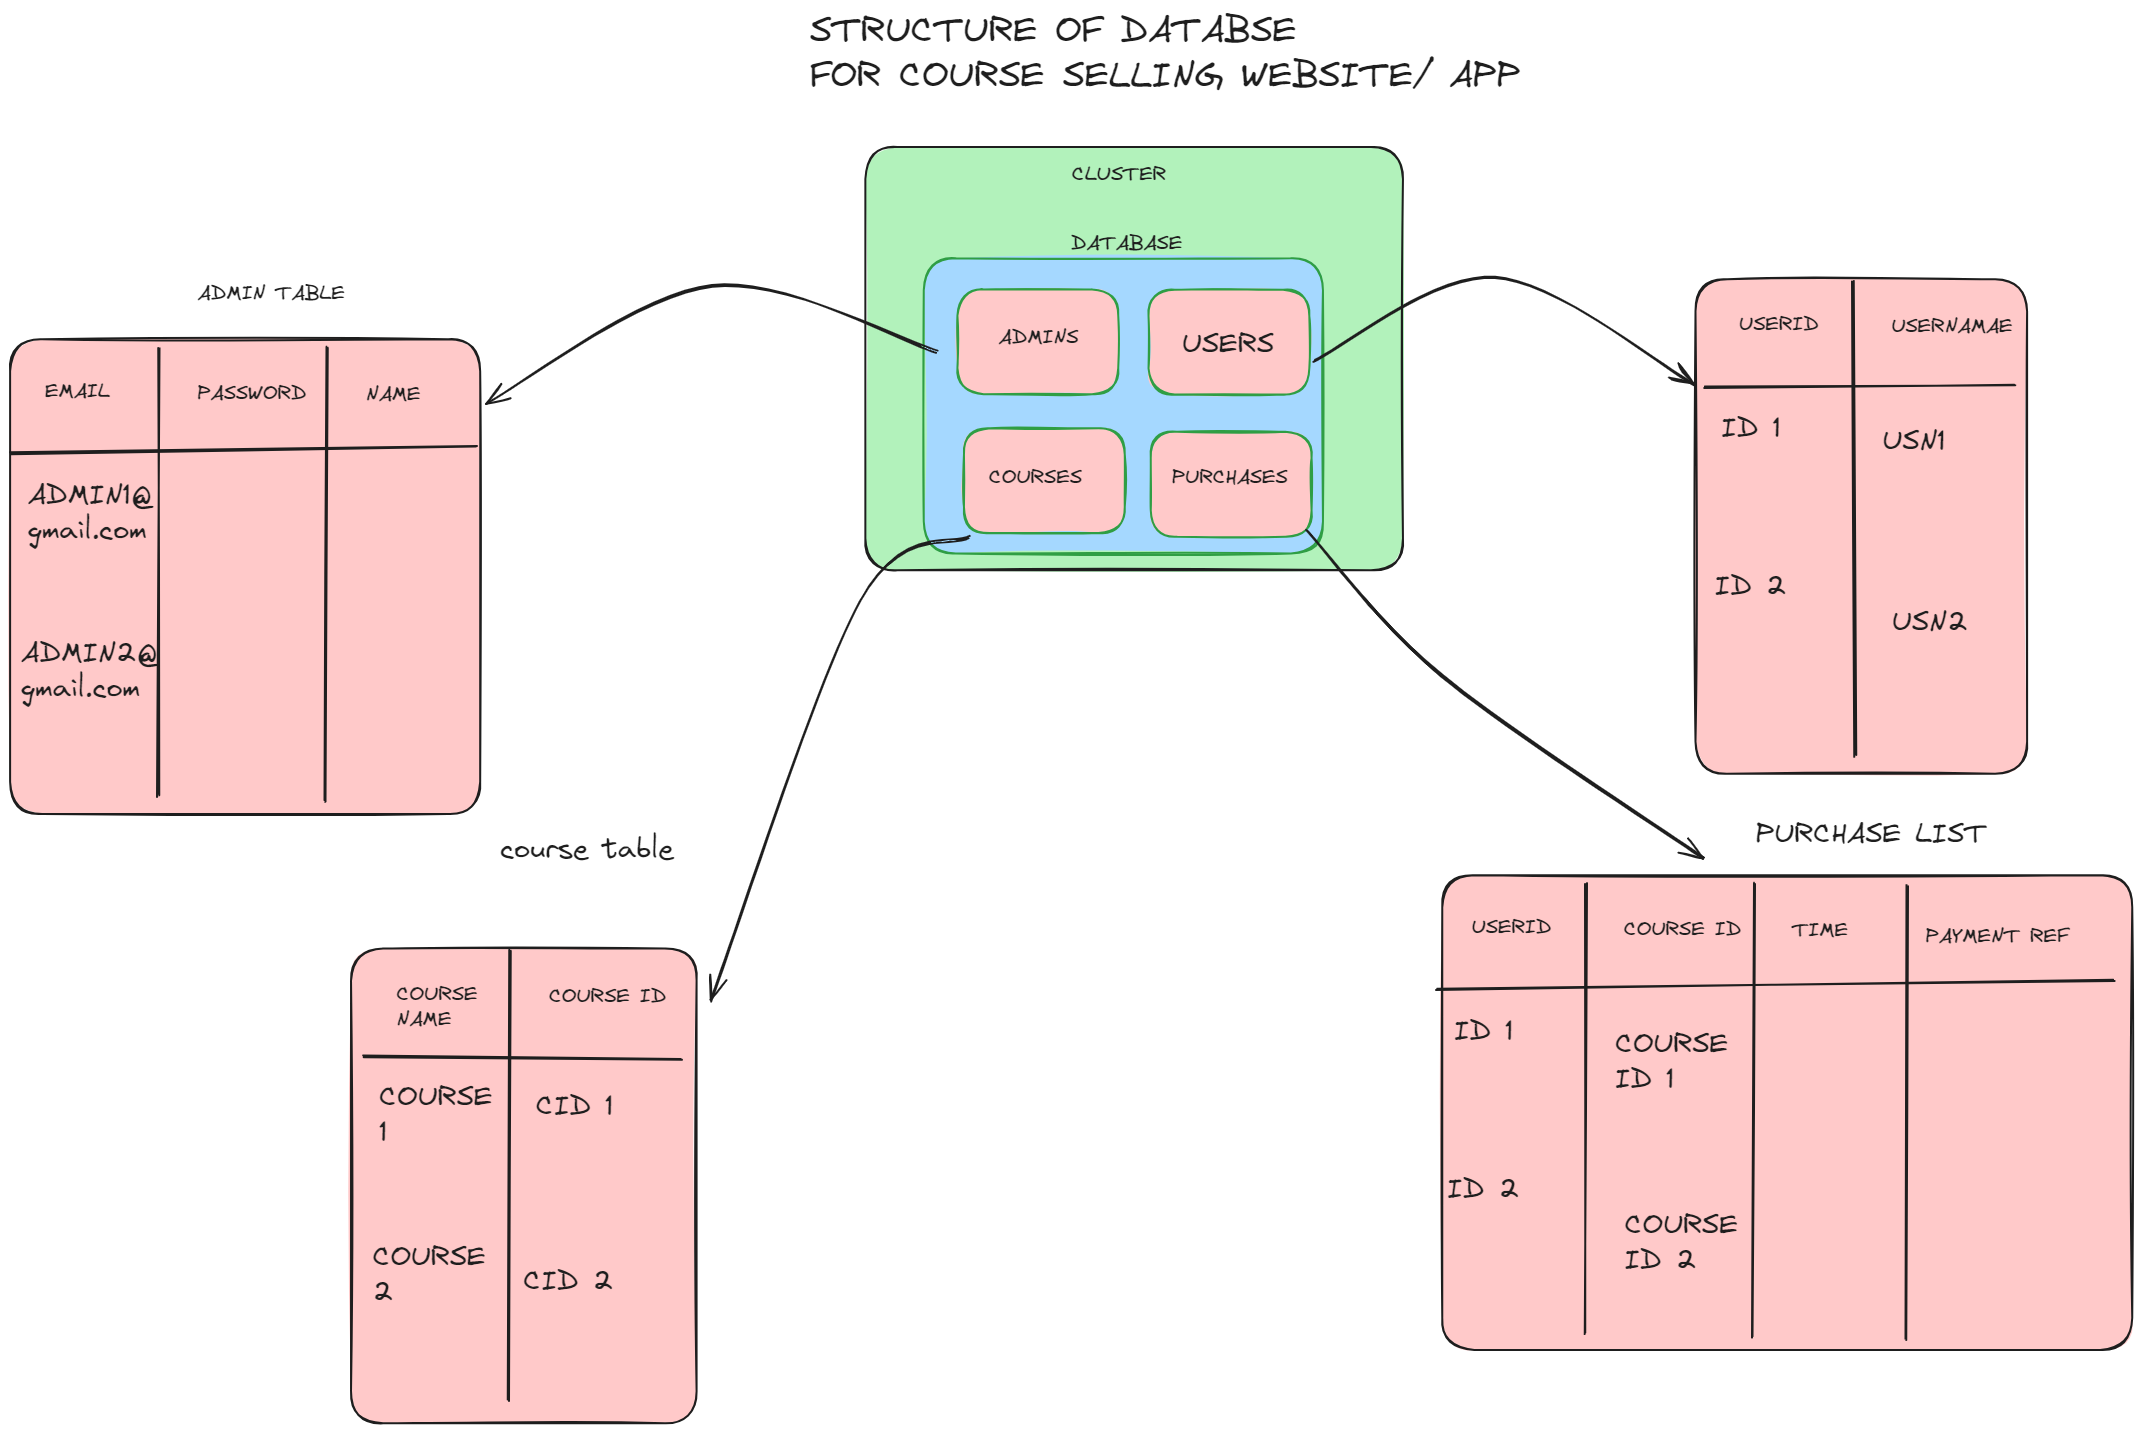 STRUCTURE OF DATABSE
FOR COURSE SELLING WEBSITE/ APP
CLUSTER
DATABASE
ADMINS
USERS
COURSES
PURCHASES
ADMIN TABLE
EMAIL
PASSWORD
NAME
ADMIN1@
gmail.com
ADMIN2@
gmail.com
USERID
USERNAMAE
ID 1
USN1
ID 2
USN2
course table
COURSE
NAME
COURSE ID
COURSE
1
CID 1
COURSE
2
CID 2
PURCHASE LIST
USERID
COURSE ID
TIME
PAYMENT REF
ID 1
COURSE
ID 1
ID 2
COURSE
ID 2